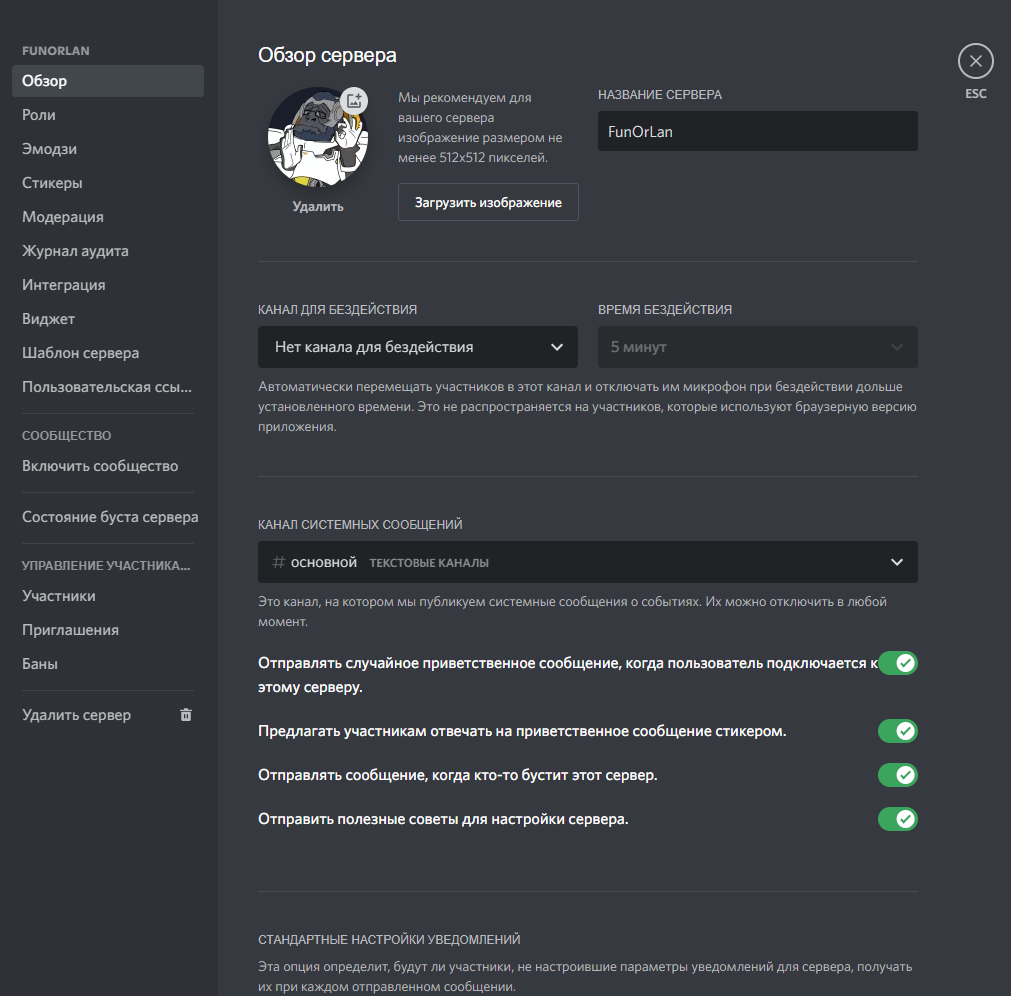 FUNORLAN
Обзор
Роли
Эмодзи
Стикеры
Модерация
Журнал аудита
Интеграция
Виджет
Шаблон сервера
Пользовательская ссы...
СООБЩЕСТВО
Включить сообщество
Состояние буста сервера
УПРАВЛЕНИЕ УЧАСТНИКА...
Участники
Приглашения
Баны
Удалить сервер
Обзор сервера
Удалить
Мы рекомендуем для
вашего сервера
изображение размером не
менее 512x512 пикселей.
Загрузить изображение
НАЗВАНИЕ СЕРВЕРА
FunOrLan
ESC
КАНАЛ ДЛЯ БЕЗДЕЙСТВИЯ
Нет канала для бездействия
ВРЕМЯ БЕЗДЕЙСТВИЯ
5 минут
Автоматически перемещать участников в этот канал и отключать им микрофон при бездействии дольше
установленного времени. Это не распространяется на участников, которые используют браузерную версию
приложения.
КАНАЛ СИСТЕМНЫХ СООБЩЕНИЙ
# ОСНОВНОЙ ТЕКСТОВЫЕ КАНАЛЫ
Это канал, на котором мы публикуем системные сообщения о событиях. Их можно отключить в любой
момент.
Отправлять случайное приветственное сообщение, когда пользователь подключается к
этому серверу.
Предлагать участникам отвечать на приветственное сообщение стикером.
Отправлять сообщение, когда кто-то бустит этот сервер.
Отправить полезные советы для настройки сервера.
СТАНДАРТНЫЕ НАСТРОЙКИ УВЕДОМЛЕНИЙ
Эта опция определит, будут ли участники, не настроившие параметры уведомлений для сервера, получать
их при каждом отправленном сообщении.